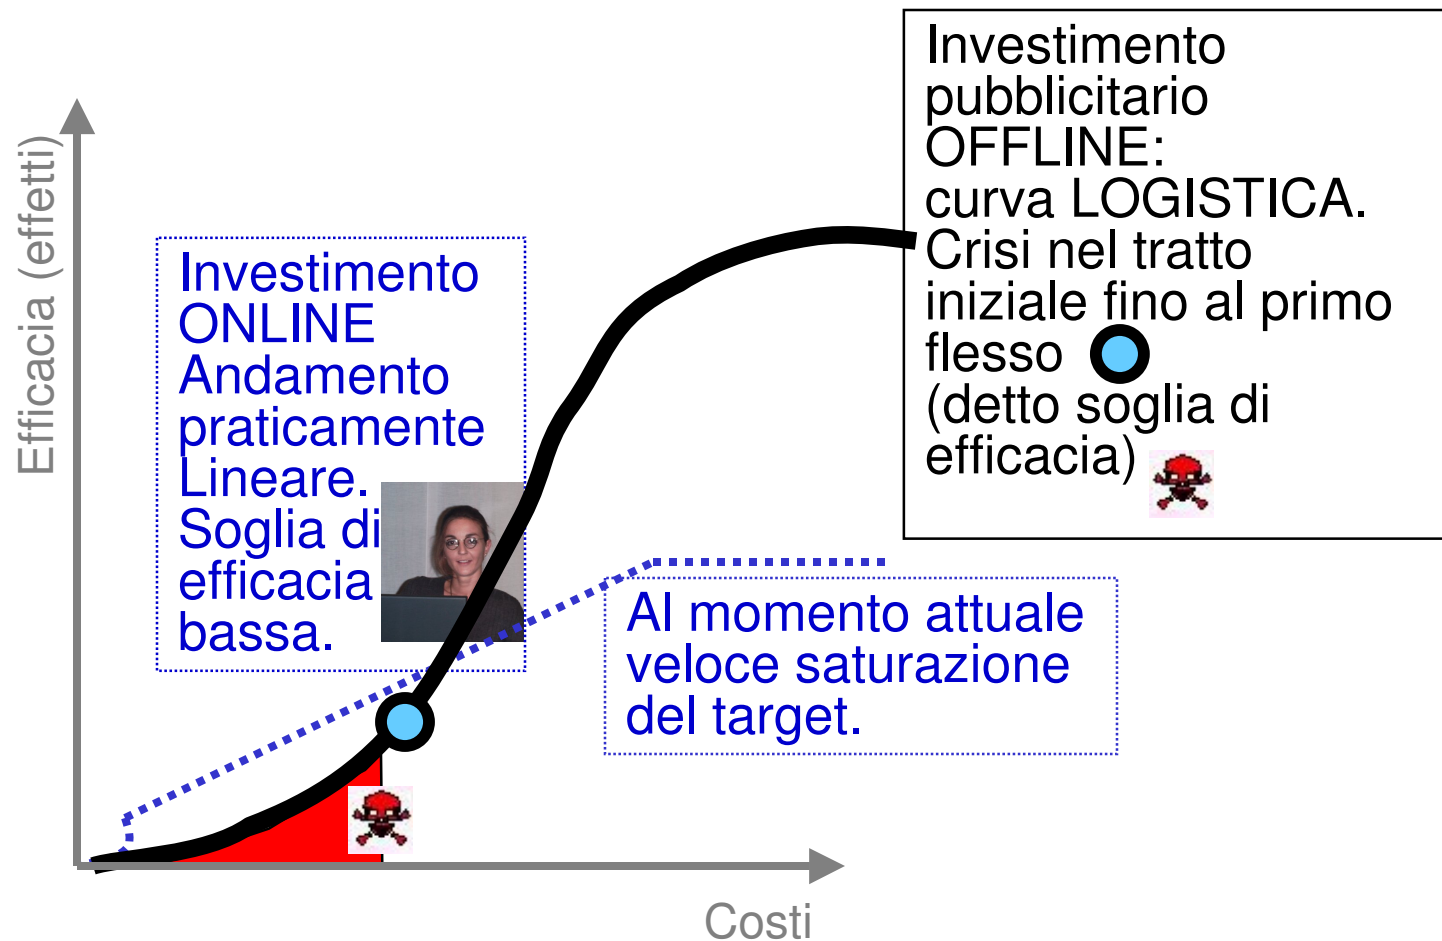 Efficacia (effetti)
Investimento
ONLINE
Andamento
praticamente
Lineare.
Soglia di
efficacia
bassa.
Investimento
pubblicitario
OFFLINE:
curva LOGISTICA.
Crisi nel tratto
iniziale fino al primo
flesso
(detto soglia di
efficacia)
Al momento attuale
veloce saturazione
del target.
Costi